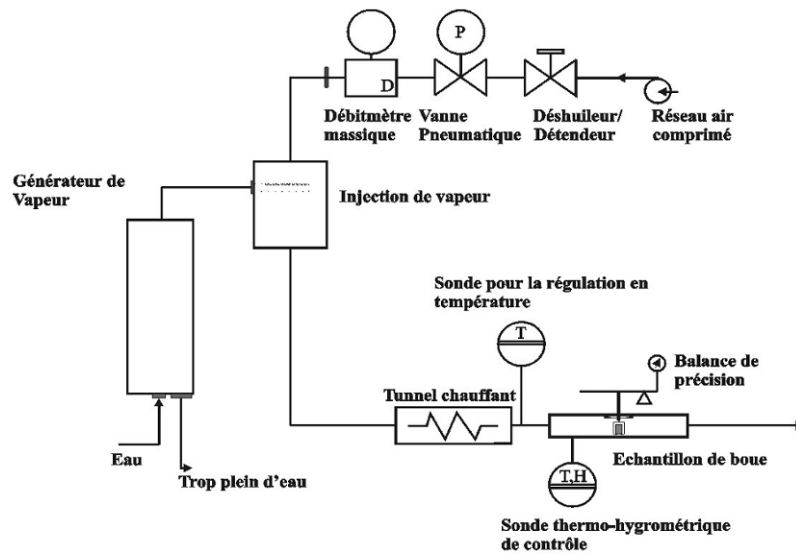 P
D
Débitmètre
massique
Vanne
Pneumatique
Déshuileur/
Détendeur
Réseau air
comprimé
Générateur de
Vapeur
Injection de vapeur
Sonde pour la régulation en
température
T
Balance de
précision
Tunnel chauffant
Eau
Trop plein d'eau
Echantillon de boue
T,H
Sonde thermo-hygrométrique
de contrôle